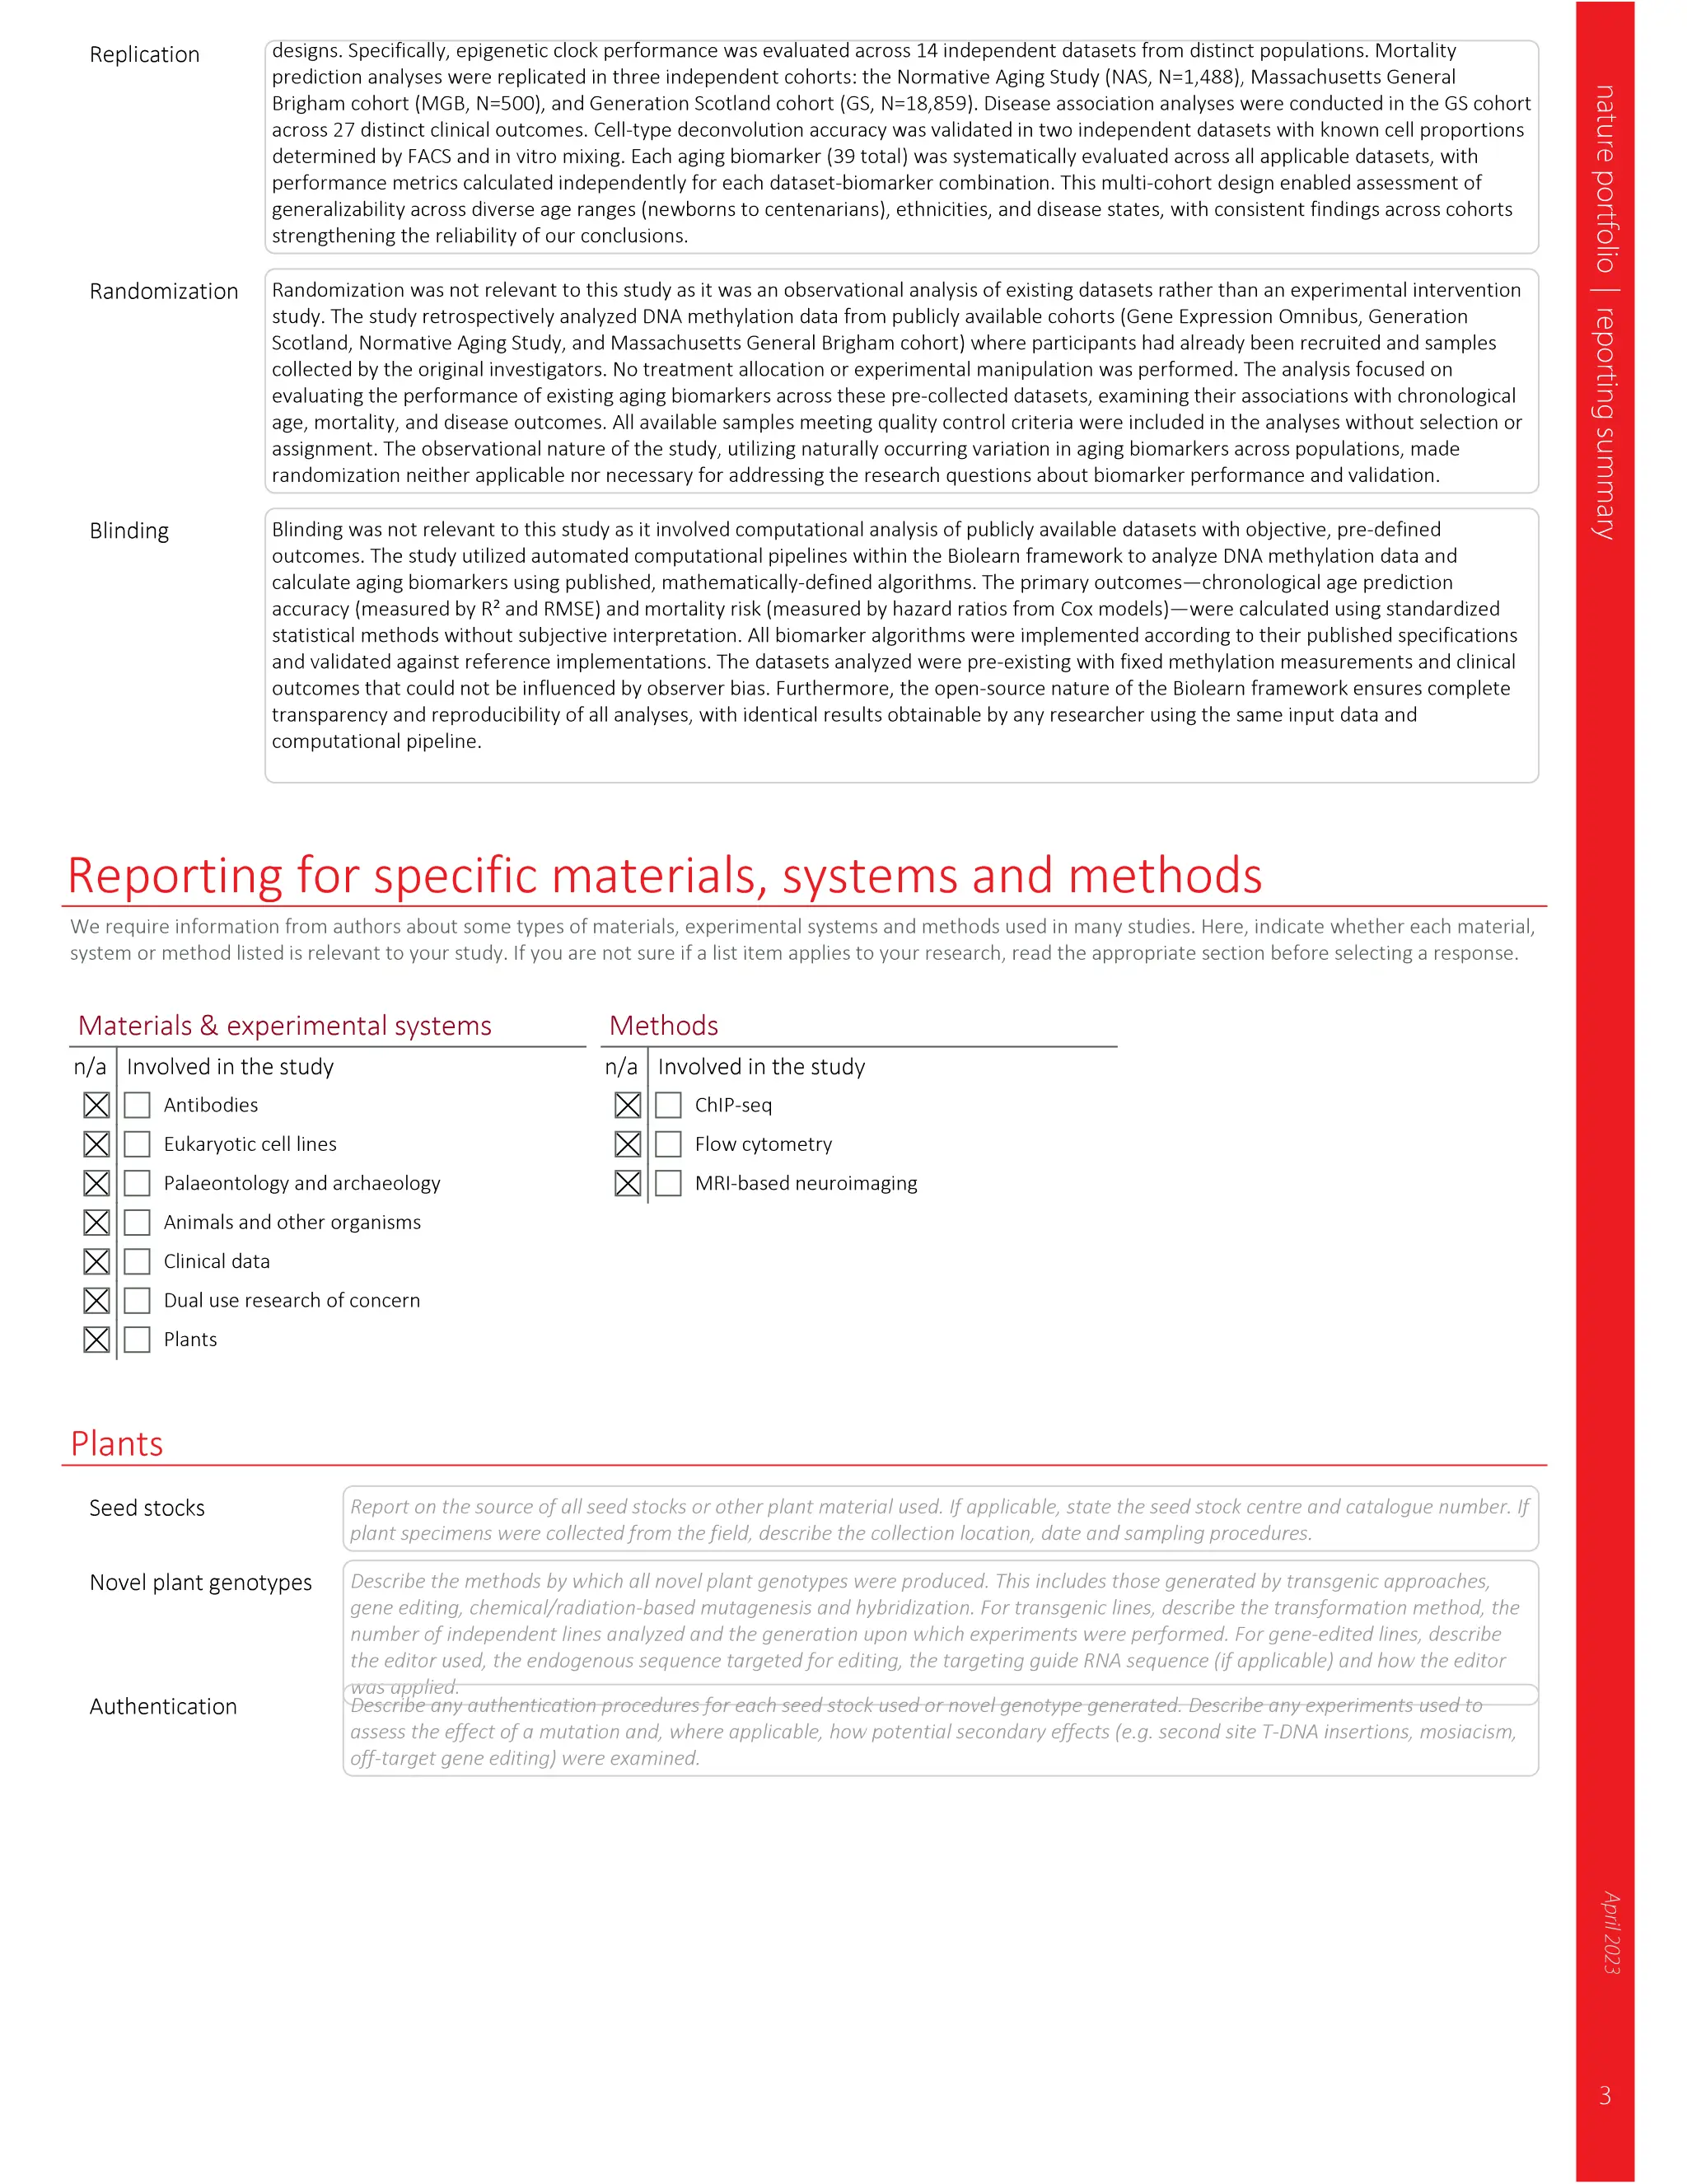 Replication
designs. Specifically, epigenetic clock performance was evaluated across 14 independent datasets from distinct populations. Mortality
prediction analyses were replicated in three independent cohorts: the Normative Aging Study (NAS, N=1,488), Massachusetts General
Brigham cohort (MGB, N=500), and Generation Scotland cohort (GS, N=18,859). Disease association analyses were conducted in the GS cohort
across 27 distinct clinical outcomes. Cell-type deconvolution accuracy was validated in two independent datasets with known cell proportions
determined by FACS and in vitro mixing. Each aging biomarker (39 total) was systematically evaluated across all applicable datasets, with
performance metrics calculated independently for each dataset-biomarker combination. This multi-cohort design enabled assessment of
generalizability across diverse age ranges (newborns to centenarians), ethnicities, and disease states, with consistent findings across cohorts
strengthening the reliability of our conclusions.
Randomization
Randomization was not relevant to this study as it was an observational analysis of existing datasets rather than an experimental intervention
study. The study retrospectively analyzed DNA methylation data from publicly available cohorts (Gene Expression Omnibus, Generation
Scotland, Normative Aging Study, and Massachusetts General Brigham cohort) where participants had already been recruited and samples
collected by the original investigators. No treatment allocation or experimental manipulation was performed. The analysis focused on
evaluating the performance of existing aging biomarkers across these pre-collected datasets, examining their associations with chronological
age, mortality, and disease outcomes. All available samples meeting quality control criteria were included in the analyses without selection or
assignment. The observational nature of the study, utilizing naturally occurring variation in aging biomarkers across populations, made
randomization neither applicable nor necessary for addressing the research questions about biomarker performance and validation.
Blinding
Blinding was not relevant to this study as it involved computational analysis of publicly available datasets with objective, pre-defined
outcomes. The study utilized automated computational pipelines within the Biolearn framework to analyze DNA methylation data and
calculate aging biomarkers using published, mathematically-defined algorithms. The primary outcomes—chronological age prediction
accuracy (measured by R² and RMSE) and mortality risk (measured by hazard ratios from Cox models)—were calculated using standardized
statistical methods without subjective interpretation. All biomarker algorithms were implemented according to their published specifications
and validated against reference implementations. The datasets analyzed were pre-existing with fixed methylation measurements and clinical
outcomes that could not be influenced by observer bias. Furthermore, the open-source nature of the Biolearn framework ensures complete
transparency and reproducibility of all analyses, with identical results obtainable by any researcher using the same input data and
computational pipeline.
Reporting for specific materials, systems and methods
We require information from authors about some types of materials, experimental systems and methods used in many studies. Here, indicate whether each material,
system or method listed is relevant to your study. If you are not sure if a list item applies to your research, read the appropriate section before selecting a response.
Materials & experimental systems
n/a Involved in the study
Antibodies
Eukaryotic cell lines
Palaeontology and archaeology
Animals and other organisms
Clinical data
Dual use research of concern
Plants
Methods
n/a Involved in the study
ChIP-seq
Flow cytometry
MRI-based neuroimaging
Plants
Seed stocks
Report on the source of all seed stocks or other plant material used. If applicable, state the seed stock centre and catalogue number. If
plant specimens were collected from the field, describe the collection location, date and sampling procedures.
Novel plant genotypes
Describe the methods by which all novel plant genotypes were produced. This includes those generated by transgenic approaches,
gene editing, chemical/radiation-based mutagenesis and hybridization. For transgenic lines, describe the transformation method, the
number of independent lines analyzed and the generation upon which experiments were performed. For gene-edited lines, describe
the editor used, the endogenous sequence targeted for editing, the targeting guide RNA sequence (if applicable) and how the editor
was applied.
Authentication
Describe any authentication procedures for each seed stock used or novel genotype generated. Describe any experiments used to
assess the effect of a mutation and, where applicable, how potential secondary effects (e.g. second site T-DNA insertions, mosiacism,
off-target gene editing) were examined.
nature portfolio | reporting summary
April 2023
3